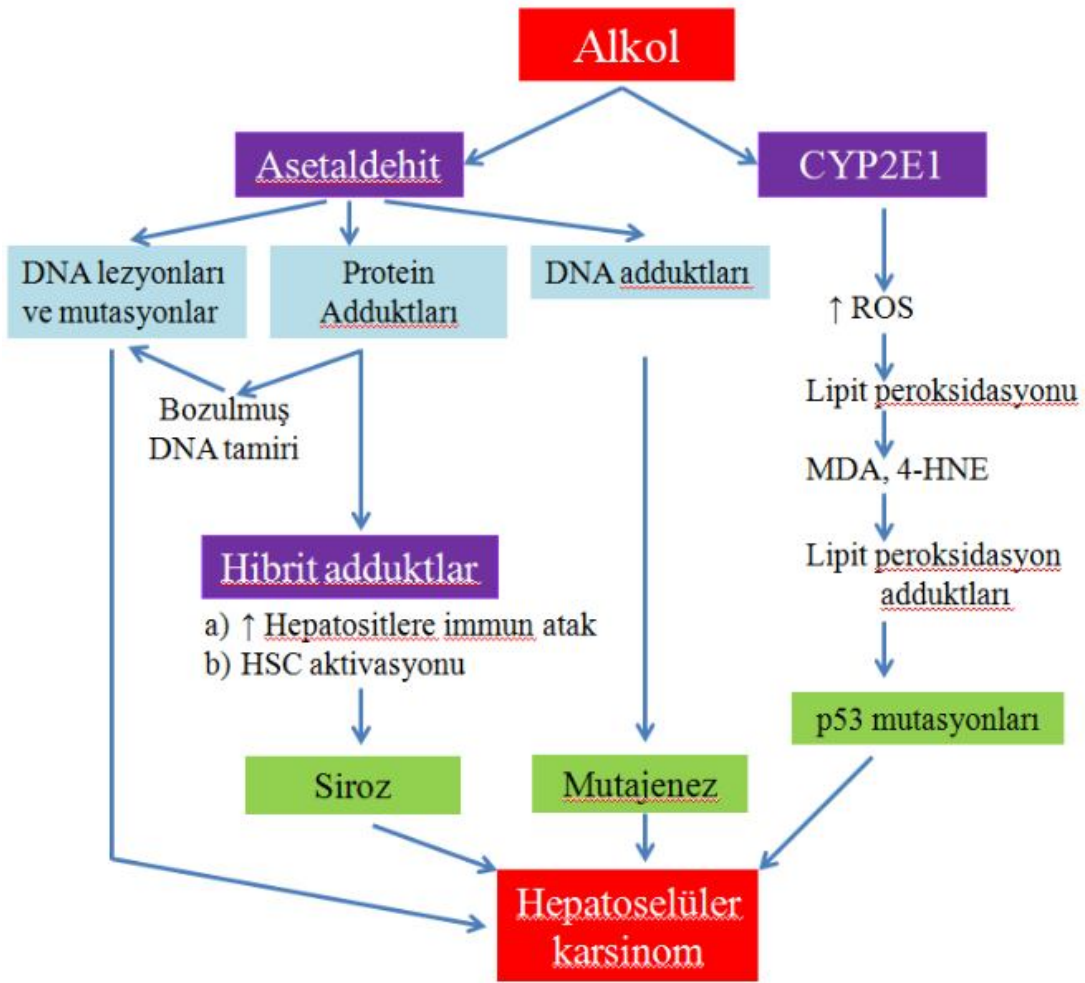 Alkol
Asetaldehit
CYP2E1
DNA lezyonları
ve mutasyonlar
Protein
Adduktları
DNA adduktları
↑ ROS
Bozulmuş
DNA tamiri
Lipit peroksidasyonu
MDA, 4-HNE
Hibrit adduktlar
a) ↑ Hepatositlere immun atak
b) HSC aktivasyonu
Lipit peroksidasyon
adduktları
p53 mutasyonları
Siroz
Mutajenez
Hepatoselüler
karsinom